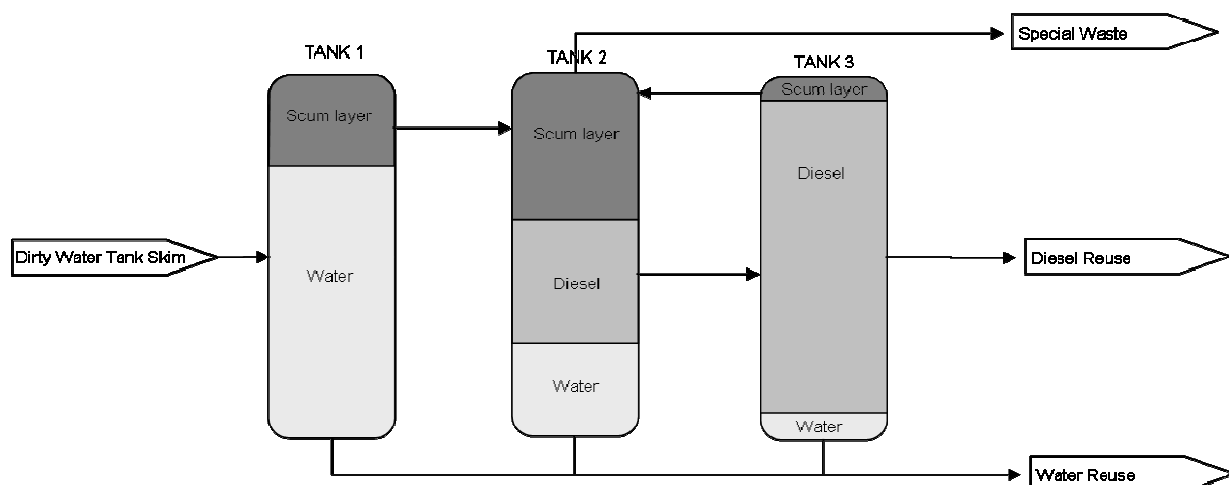 Special Waste
TANK 1
TANK 2
TANK 3
Scum layer
Scum layer
Scum layer
Diesel
Dirty Water Tank Skim
Water
Diesel
Diesel Reuse
Water
Water
Water Reuse